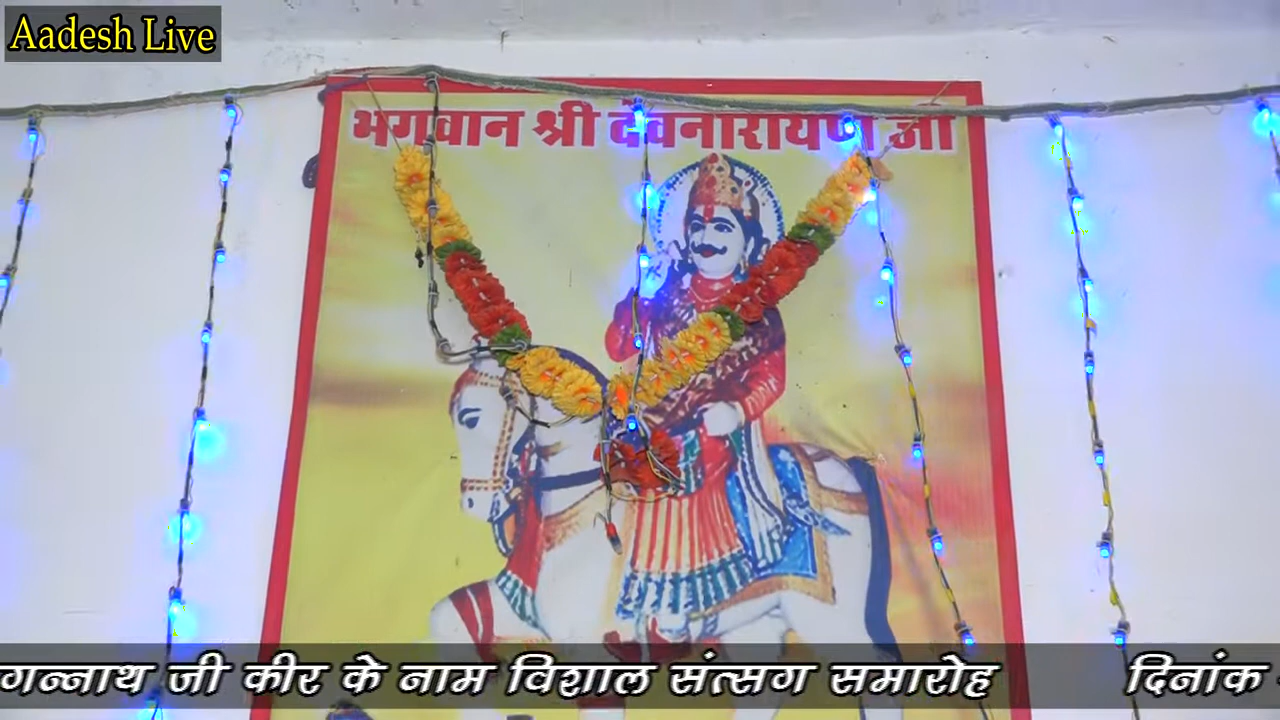 Aadesh Live
भगवान श्री देवनारायण जी
गन्नाथ जी कीर के नाम विशाल संत्सग समारोह दिनांक